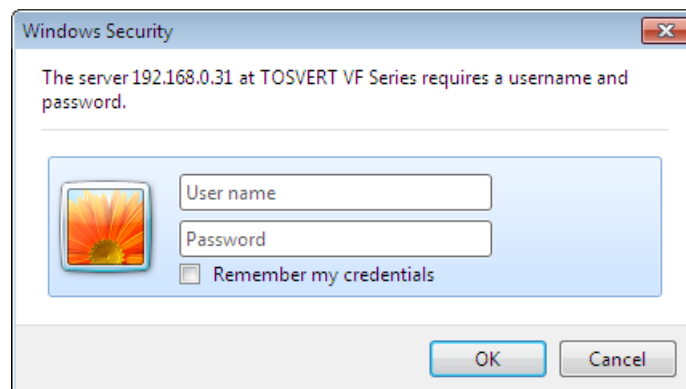 Windows Security
The server 192.168.0.31 at TOSVERT VF Series requires a username and
password.
User name
Password
Remember my credentials
OK
Cancel